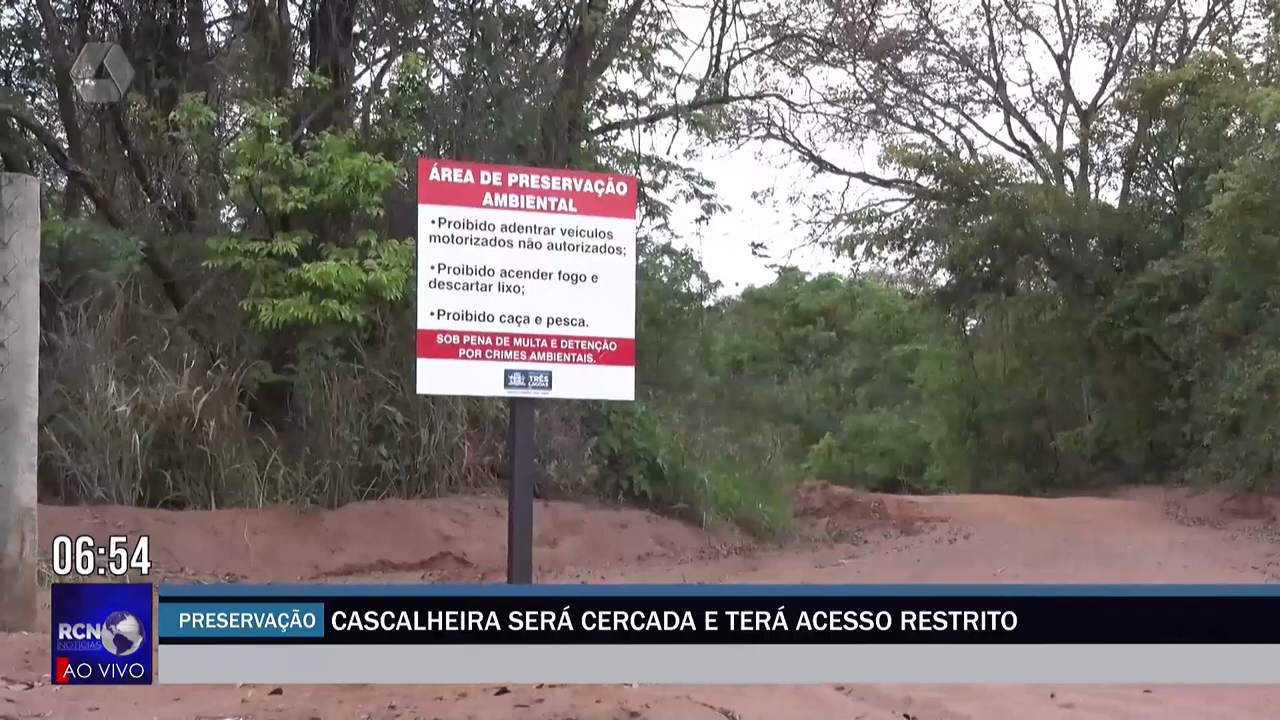 ÁREA DE PRESERVAÇÃO
AMBIENTAL
•Proibido adentrar veículos
motorizados não autorizados;
•Proibido acender fogo e
descartar lixo;
•Proibido caça e pesca.
SOB PENA DE MULTA E DETENÇÃO
POR CRIMES AMBIENTAIS.
TRÊS
LAGOAS
06:54
RCN
NOTÍCIAS
AO VIVO
PRESERVAÇÃO
CASCALHEIRA SERÁ CERCADA E TERÁ ACESSO RESTRITO